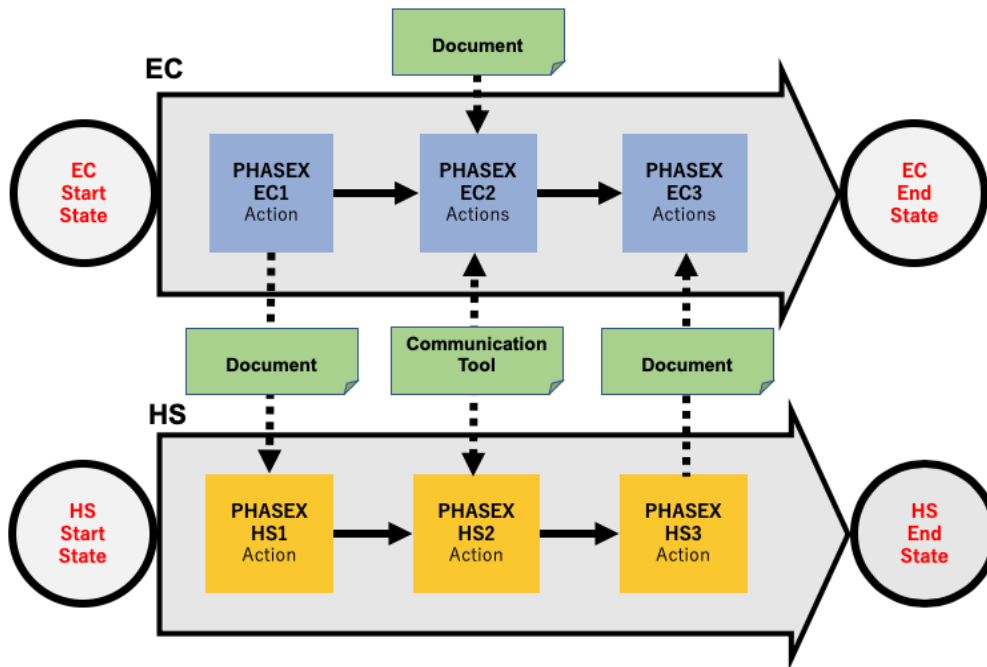 Document
EC
EC
Start
State
PHASEX
EC1
Action
PHASEX
EC2
Actions
PHASEX
EC3
Actions
EC
End
State
Document
Communication
Tool
Document
HS
HS
Start
State
PHASEX
HS1
Action
PHASEX
HS2
Action
PHASEX
HS3
Action
HS
End
State